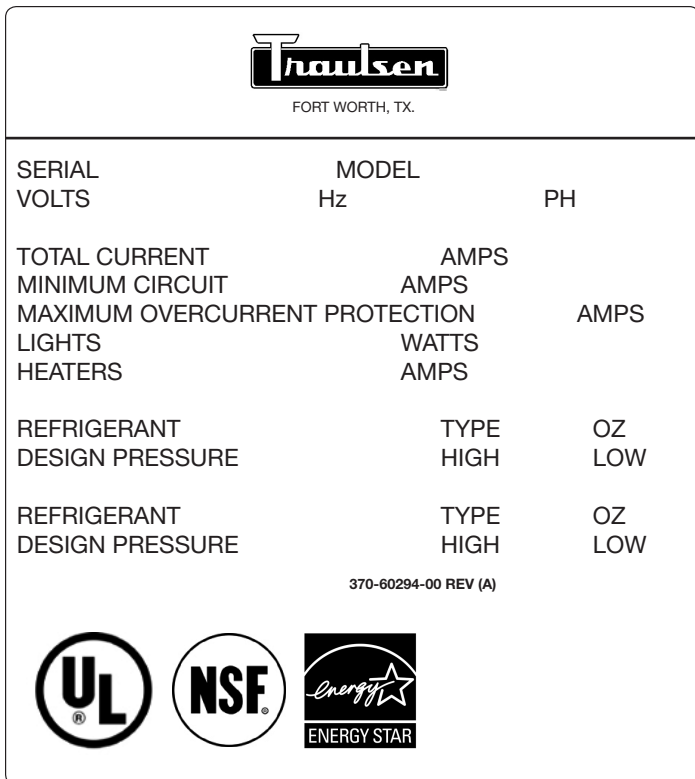 Traulsen
FORT WORTH, TX.
SERIAL MODEL
VOLTS Hz PH
TOTAL CURRENT AMPS
MINIMUM CIRCUIT AMPS
MAXIMUM OVERCURRENT PROTECTION AMPS
LIGHTS WATTS
HEATERS AMPS
REFRIGERANT TYPE OZ
DESIGN PRESSURE HIGH LOW
REFRIGERANT TYPE OZ
DESIGN PRESSURE HIGH LOW
370-60294-00 REV (A)
UL ® NSF® energy
ENERGY STAR